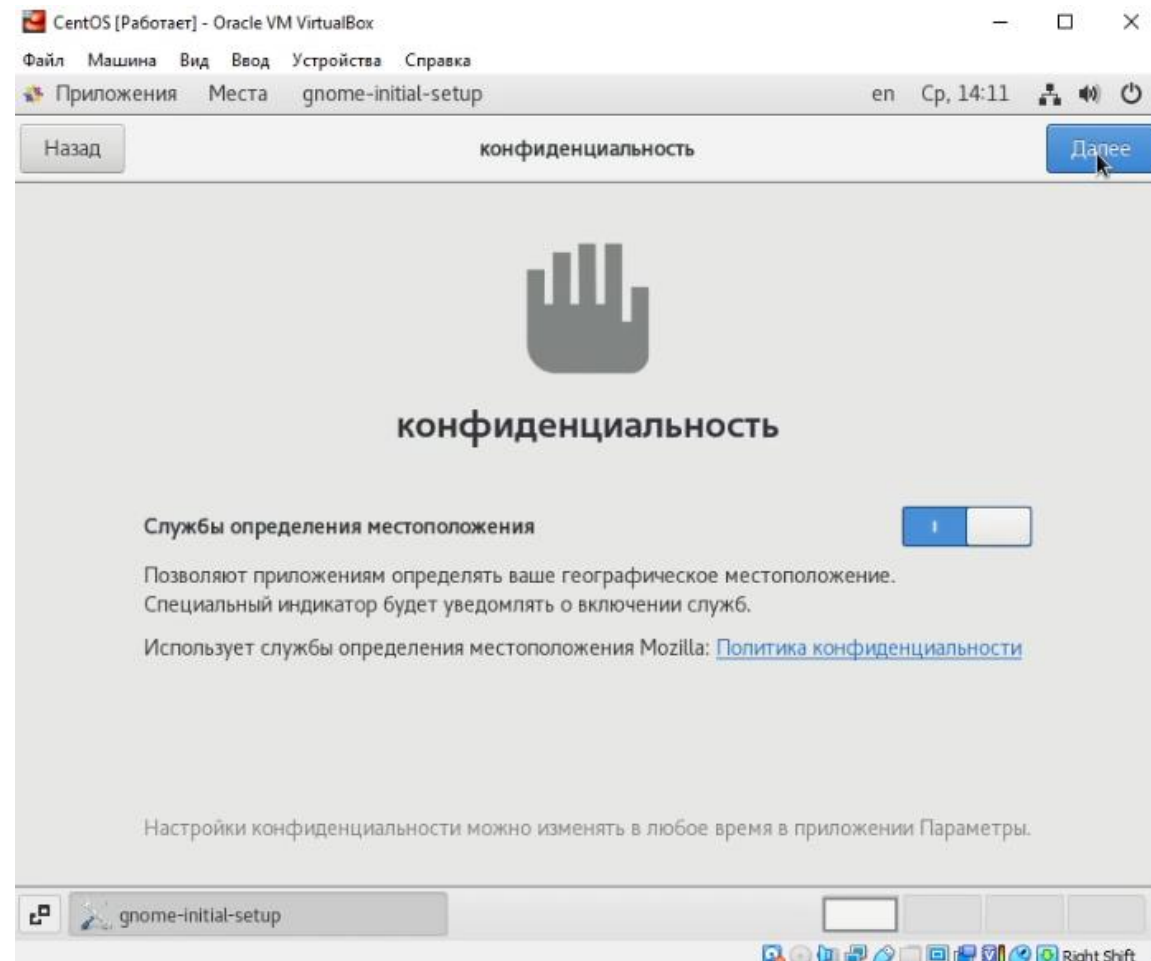 CentOS [Работает] - Oracle VM VirtualBox
Файл Машина Вид Ввод Устройства Справка
Приложения Места gnome-initial-setup en Ср, 14:11
Назад конфиденциальность Далее
конфиденциальность
Службы определения местоположения
Позволяют приложениям определять ваше географическое местоположение.
Специальный индикатор будет уведомлять о включении служб.
Использует службы определения местоположения Mozilla: Политика конфиденциальности
Настройки конфиденциальности можно изменять в любое время в приложении Параметры.
gnome-initial-setup
Right Shift